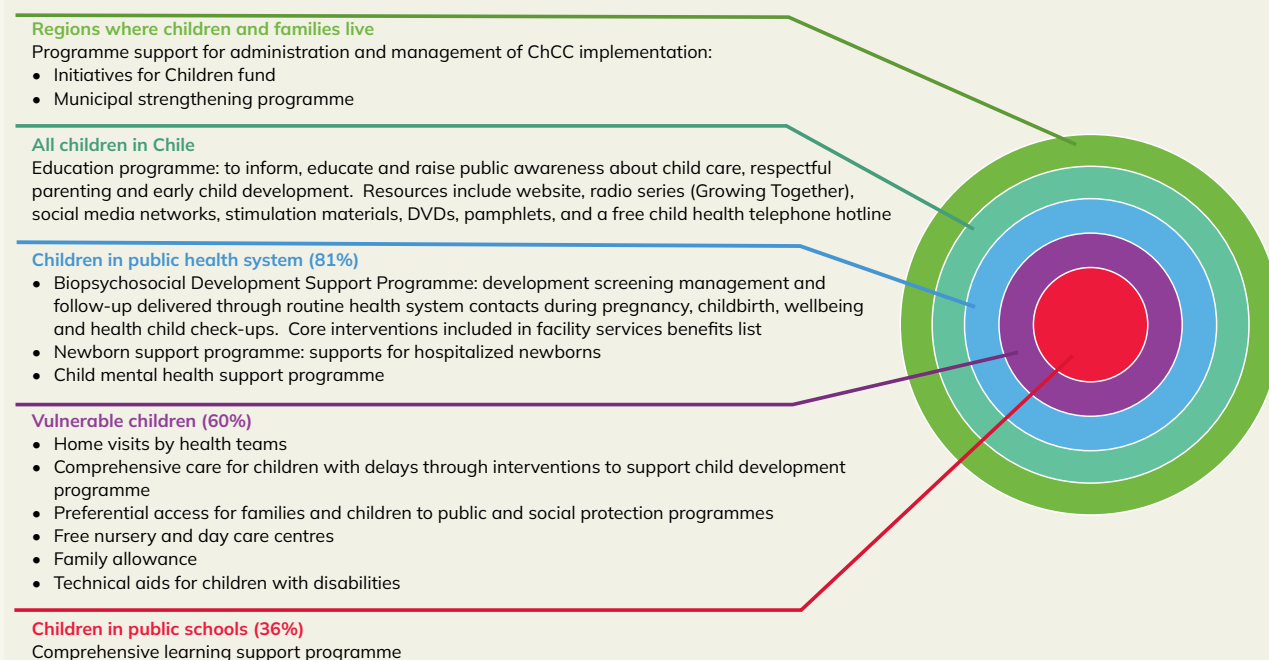 Regions where children and families live
Programme support for administration and management of ChCC implementation:
• Initiatives for Children fund
• Municipal strengthening programme
All children in Chile
Education programme: to inform, educate and raise public awareness about child care, respectful
parenting and early child development.  Resources include website, radio series (Growing Together),
social media networks, stimulation materials, DVDs, pamphlets, and a free child health telephone hotline
Children in public health system (81%)
• Biopsychosocial Development Support Programme: development screening management and
follow-up delivered through routine health system contacts during pregnancy, childbirth, wellbeing
and health child check-ups.  Core interventions included in facility services benefits list
• Newborn support programme: supports for hospitalized newborns
• Child mental health support programme
Vulnerable children (60%)
• Home visits by health teams
• Comprehensive care for children with delays through interventions to support child development
programme
• Preferential access for families and children to public and social protection programmes
• Free nursery and day care centres
• Family allowance
• Technical aids for children with disabilities
Children in public schools (36%)
Comprehensive learning support programme